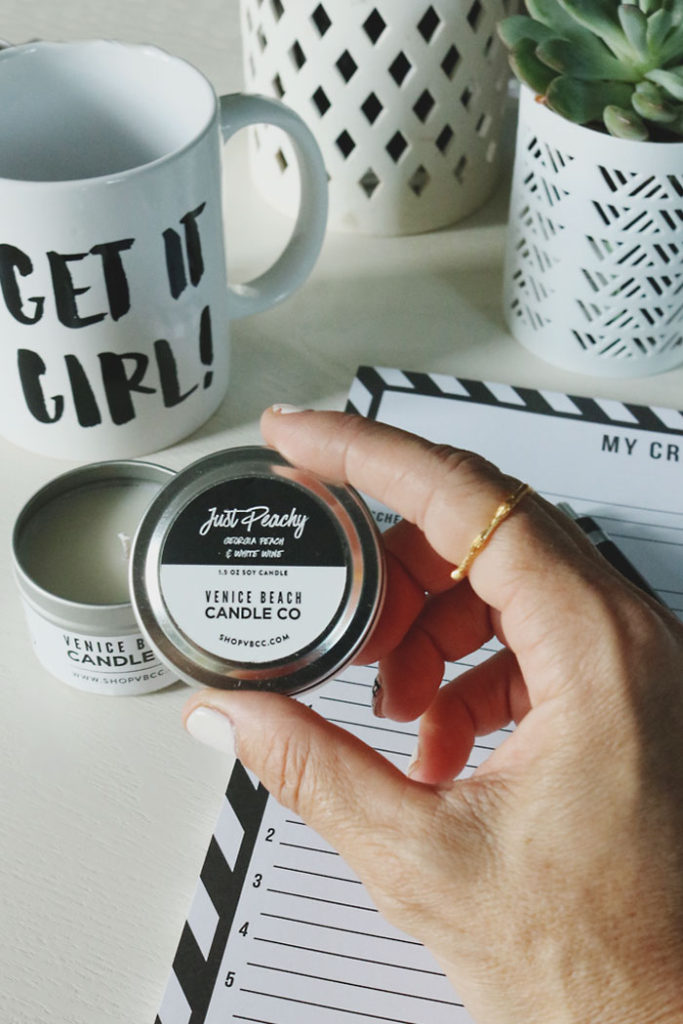 GET IT
GIRL!
MY CR
Just Peachy
GEORGIA PEACH
& WHITE WINE
1.5 OZ SOY CANDLE
VENICE BEACH
CANDLE CO
SHOPVBCC.COM
VENICE B
CANDLE
WWW.SHOPVBCC.
2
3
4
5